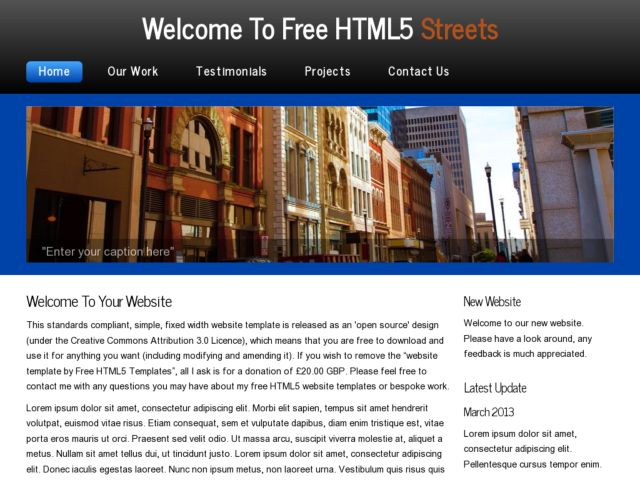 Welcome To Free HTML5 Streets
Home
Our Work
Testimonials
Projects
Contact Us
"Enter your caption here"
Welcome To Your Website
This standards compliant, simple, fixed width website template is released as an 'open source' design
(under the Creative Commons Attribution 3.0 Licence), which means that you are free to download and
use it for anything you want (including modifying and amending it). If you wish to remove the “website
template by Free HTML5 Templates”, all I ask is for a donation of £20.00 GBP. Please feel free to
contact me with any questions you may have about my free HTML5 website templates or bespoke work.
Lorem ipsum dolor sit amet, consectetur adipiscing elit. Morbi elit sapien, tempus sit amet hendrerit
volutpat, euismod vitae risus. Etiam consequat, sem et vulputate dapibus, diam enim tristique est, vitae
porta eros mauris ut orci. Praesent sed velit odio. Ut massa arcu, suscipit viverra molestie at, aliquet a
metus. Nullam sit amet tellus dui, ut tincidunt justo. Lorem ipsum dolor sit amet, consectetur adipiscing
elit. Donec iaculis egestas laoreet. Nunc non ipsum metus, non laoreet urna. Vestibulum quis risus quis
New Website
Welcome to our new website.
Please have a look around, any
feedback is much appreciated.
Latest Update
March 2013
Lorem ipsum dolor sit amet,
consectetur adipiscing elit.
Pellentesque cursus tempor enim.